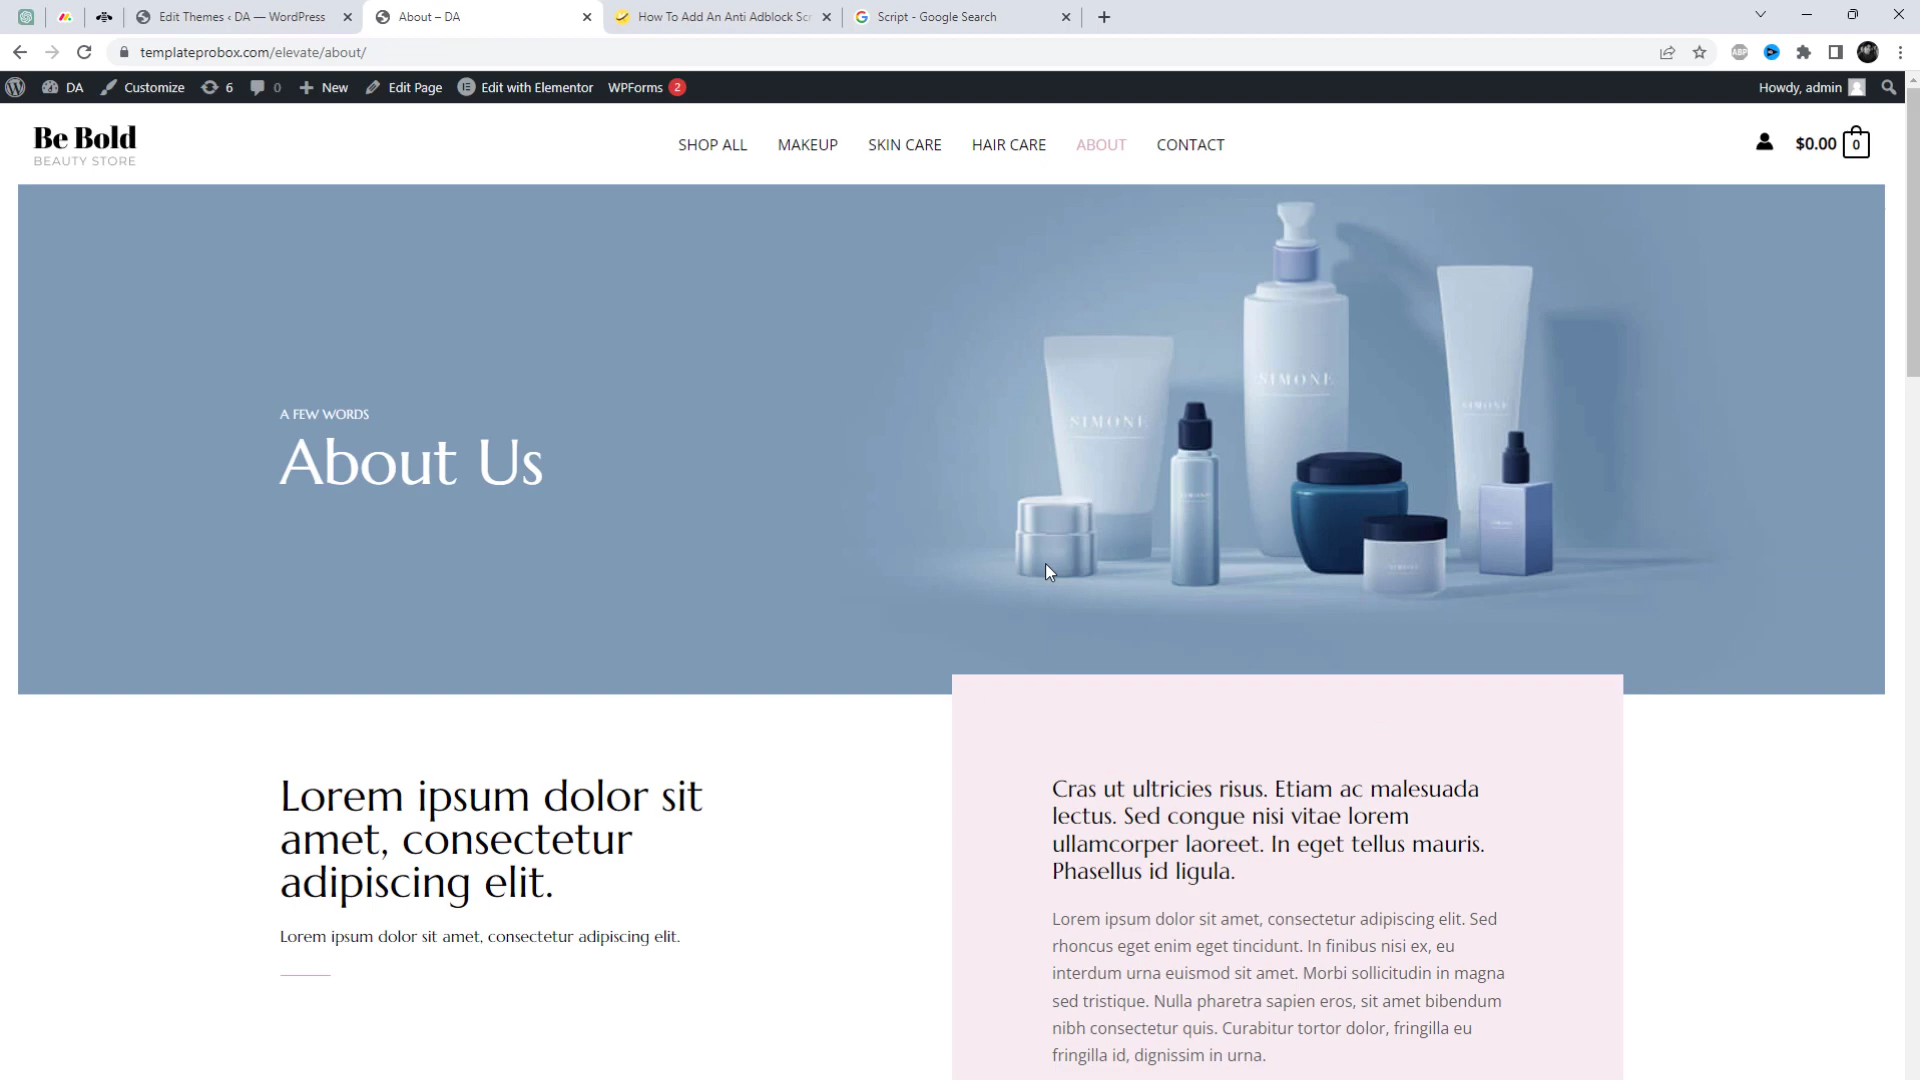 Edit Themes ‹ DA — WordPress
About – DA
How To Add An Anti Adblock Scr
Script - Google Search
templateprobox.com/elevate/about/
ABP
DA
Customize
6
0
New
Edit Page
Edit with Elementor
WPForms 2
Howdy, admin
Be Bold
BEAUTY STORE
SHOP ALL
MAKEUP
SKIN CARE
HAIR CARE
ABOUT
CONTACT
$0.00
0
A FEW WORDS
About Us
SIMONE
SIMONE
SIMONE
Lorem ipsum dolor sit
amet, consectetur
adipiscing elit.
Lorem ipsum dolor sit amet, consectetur adipiscing elit.
Cras ut ultricies risus. Etiam ac malesuada
lectus. Sed congue nisi vitae lorem
ullamcorper laoreet. In eget tellus mauris.
Phasellus id ligula.
Lorem ipsum dolor sit amet, consectetur adipiscing elit. Sed
rhoncus eget enim eget tincidunt. In finibus nisi ex, eu
interdum urna euismod sit amet. Morbi sollicitudin in magna
sed tristique. Nulla pharetra sapien eros, sit amet bibendum
nibh consectetur quis. Curabitur tortor dolor, fringilla eu
fringilla id, dignissim in urna.